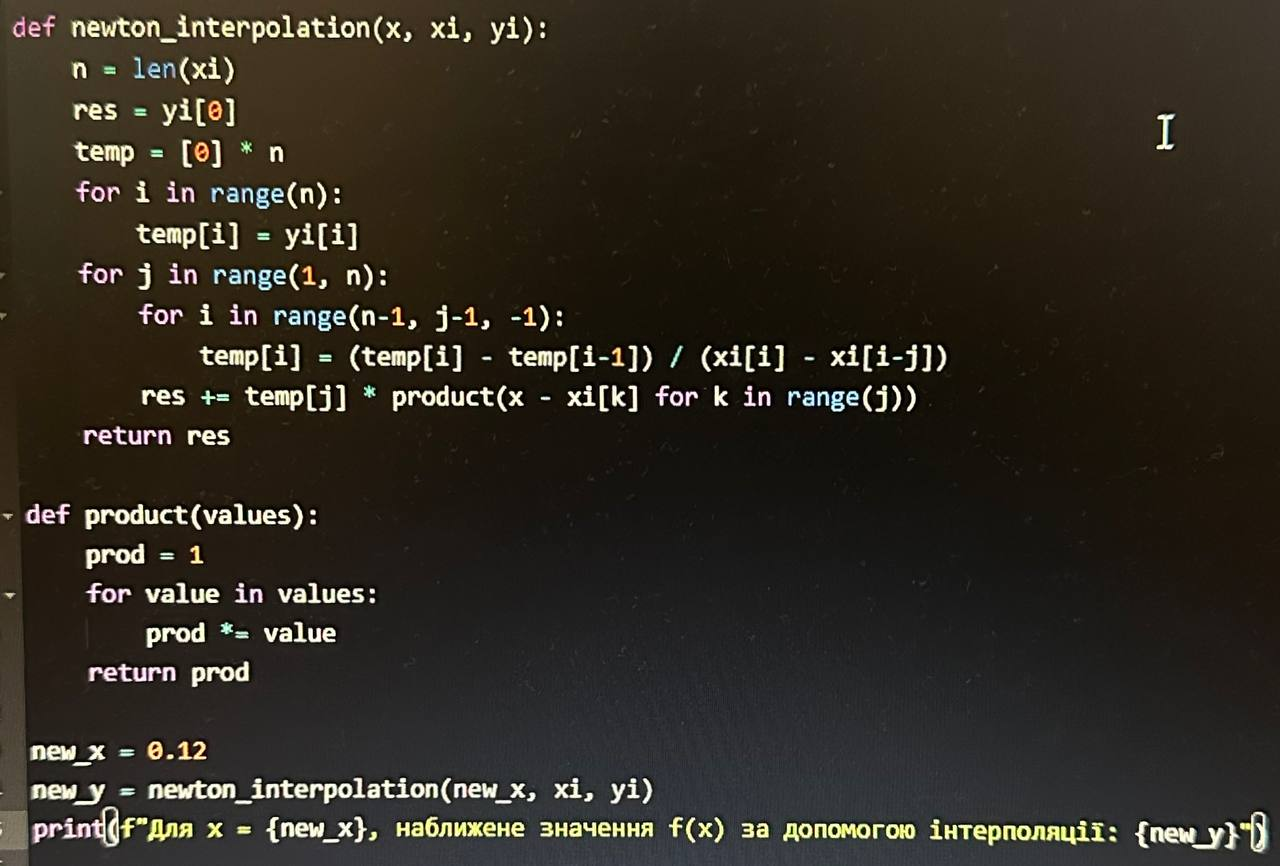 def newton_interpolation(x, xi, yi):
    n = len(xi)
    res = yi[0]
    temp = [0] * n
    for i in range(n):
        temp[i] = yi[i]
    for j in range(1, n):
        for i in range(n-1, j-1, -1):
            temp[i] = (temp[i] - temp[i-1]) / (xi[i] - xi[i-j])
        res += temp[j] * product(x - xi[k] for k in range(j))
    return res

def product(values):
    prod = 1
    for value in values:
        prod *= value
    return prod

new_x = 0.12
new_y = newton_interpolation(new_x, xi, yi)
print(f"Для x = {new_x}, наближене значення f(x) за допомогою інтерполяції: {new_y}")